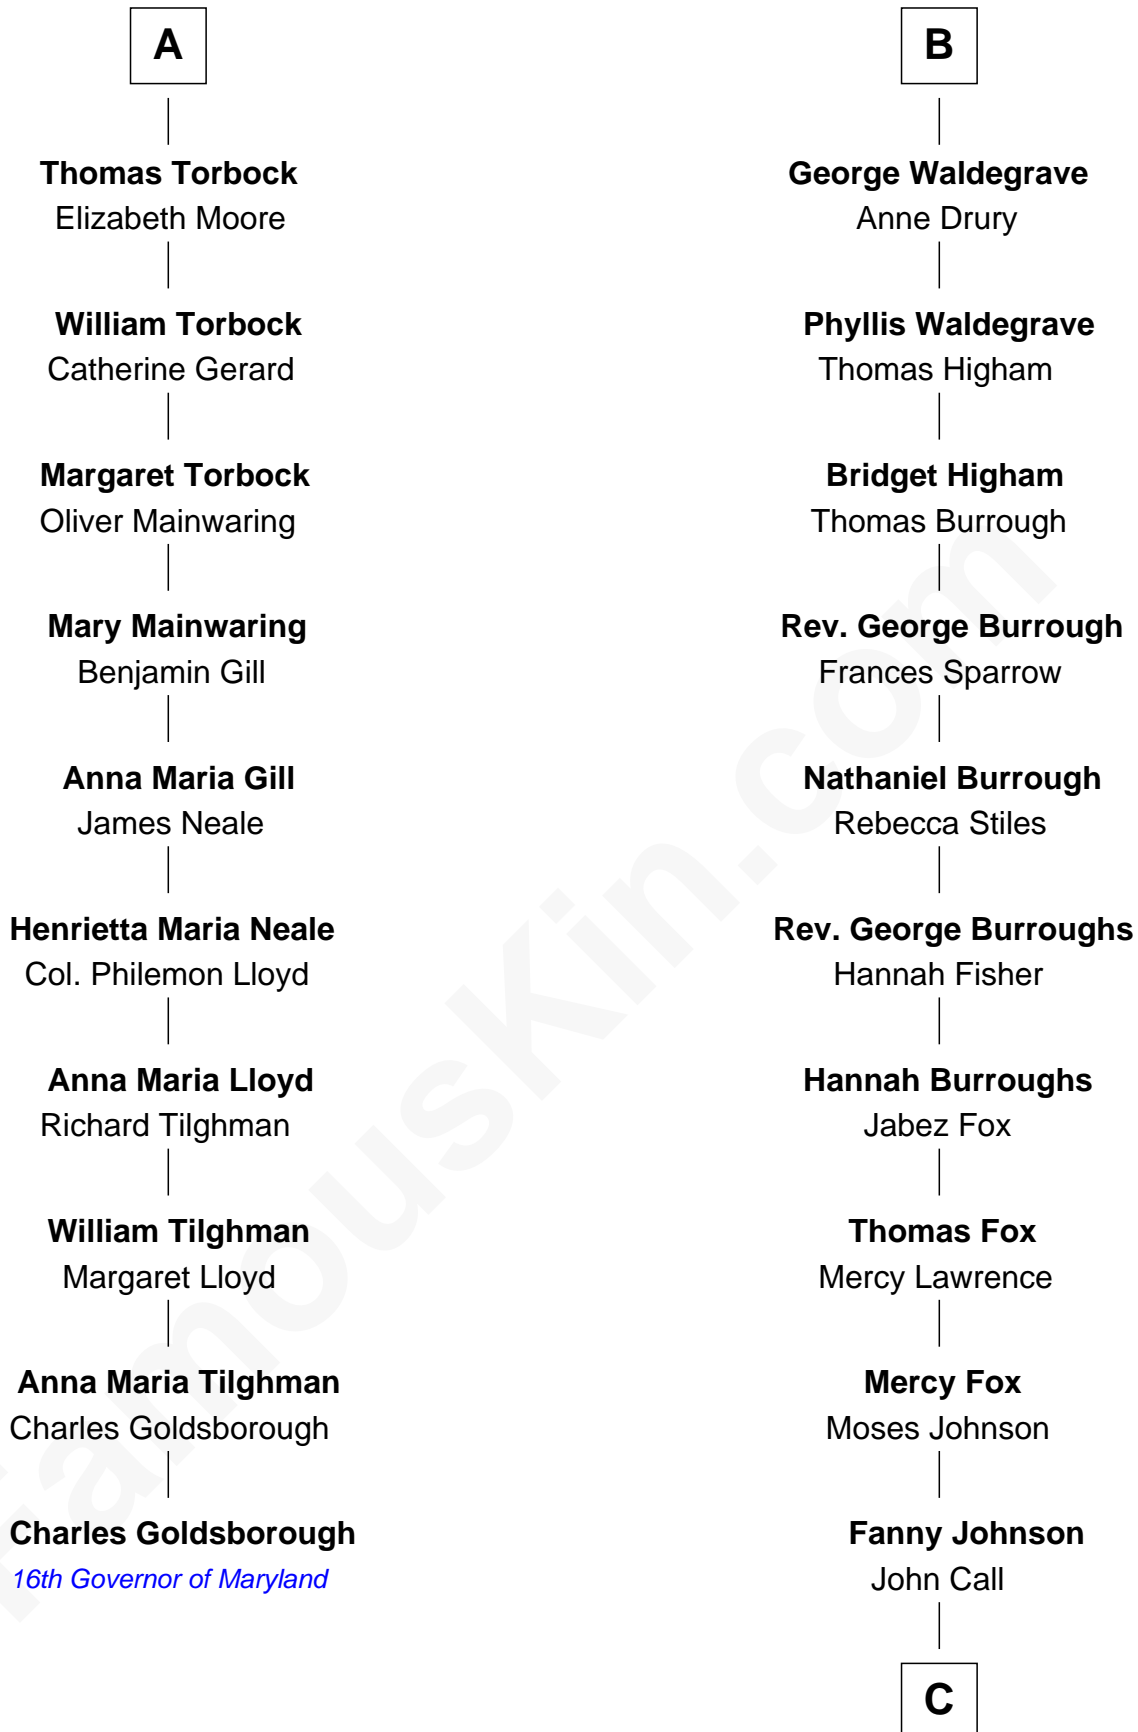 A
Thomas Torbock
Elizabeth Moore
William Torbock
Catherine Gerard
Margaret Torbock
Oliver Mainwaring
Mary Mainwaring
Benjamin Gill
Anna Maria Gill
James Neale
Henrietta Maria Neale
Col. Philemon Lloyd
Anna Maria Lloyd
Richard Tilghman
William Tilghman
Margaret Lloyd
Anna Maria Tilghman
Charles Goldsborough
Charles Goldsborough
16th Governor of Maryland
B
George Waldegrave
Anne Drury
Phyllis Waldegrave
Thomas Higham
Bridget Higham
Thomas Burrough
Rev. George Burrough
Frances Sparrow
Nathaniel Burrough
Rebecca Stiles
Rev. George Burroughs
Hannah Fisher
Hannah Burroughs
Jabez Fox
Thomas Fox
Mercy Lawrence
Mercy Fox
Moses Johnson
Fanny Johnson
John Call
C
FamousKin.com